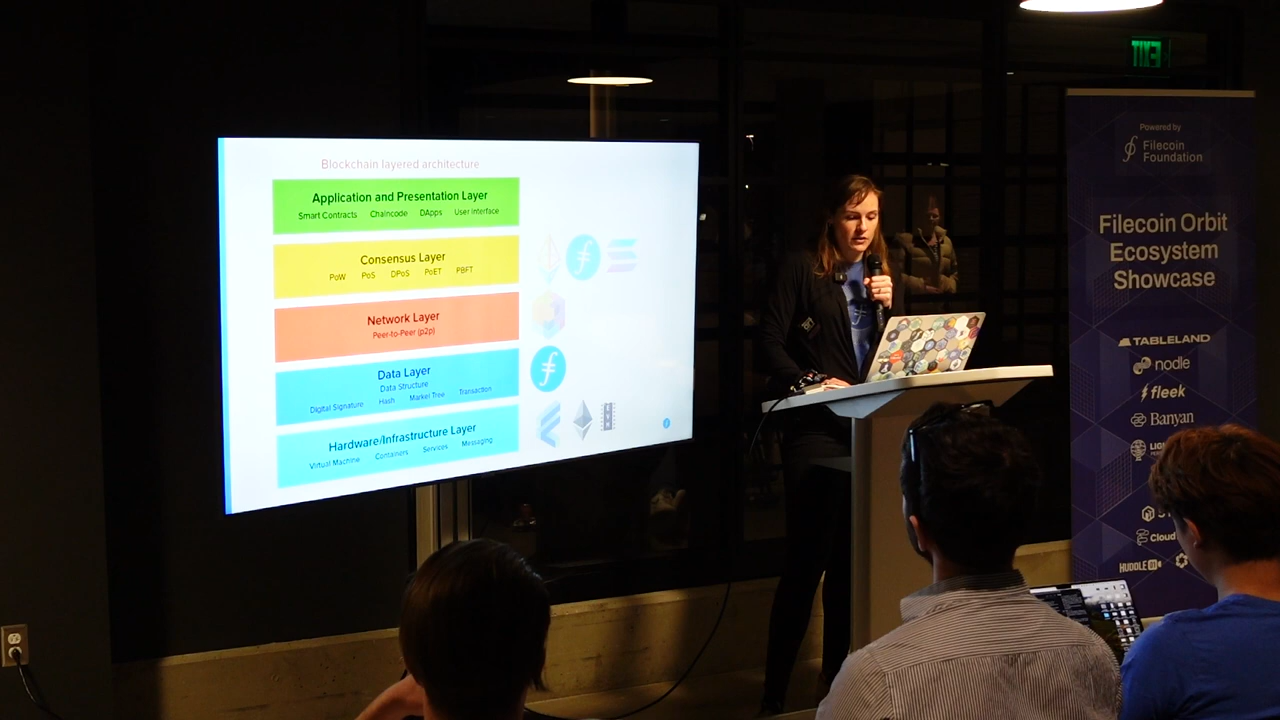 Blockchain layered architecture
Application and Presentation Layer
Smart Contracts Chaincode DApps User Interface
Consensus Layer
PoW PoS DPoS PoET PBFT
Network Layer
Peer-to-Peer (p2p)
Data Layer
Data Structure
Digital Signature Hash Market Tree Transaction
Hardware/Infrastructure Layer
Virtual Machine Containers Services Messaging
EXIT
Powered by
Filecoin
Foundation
Filecoin Orbit
Ecosystem
Showcase
TABLELAND
nodle
fleek
Banyan
Cloud
HUDDLE